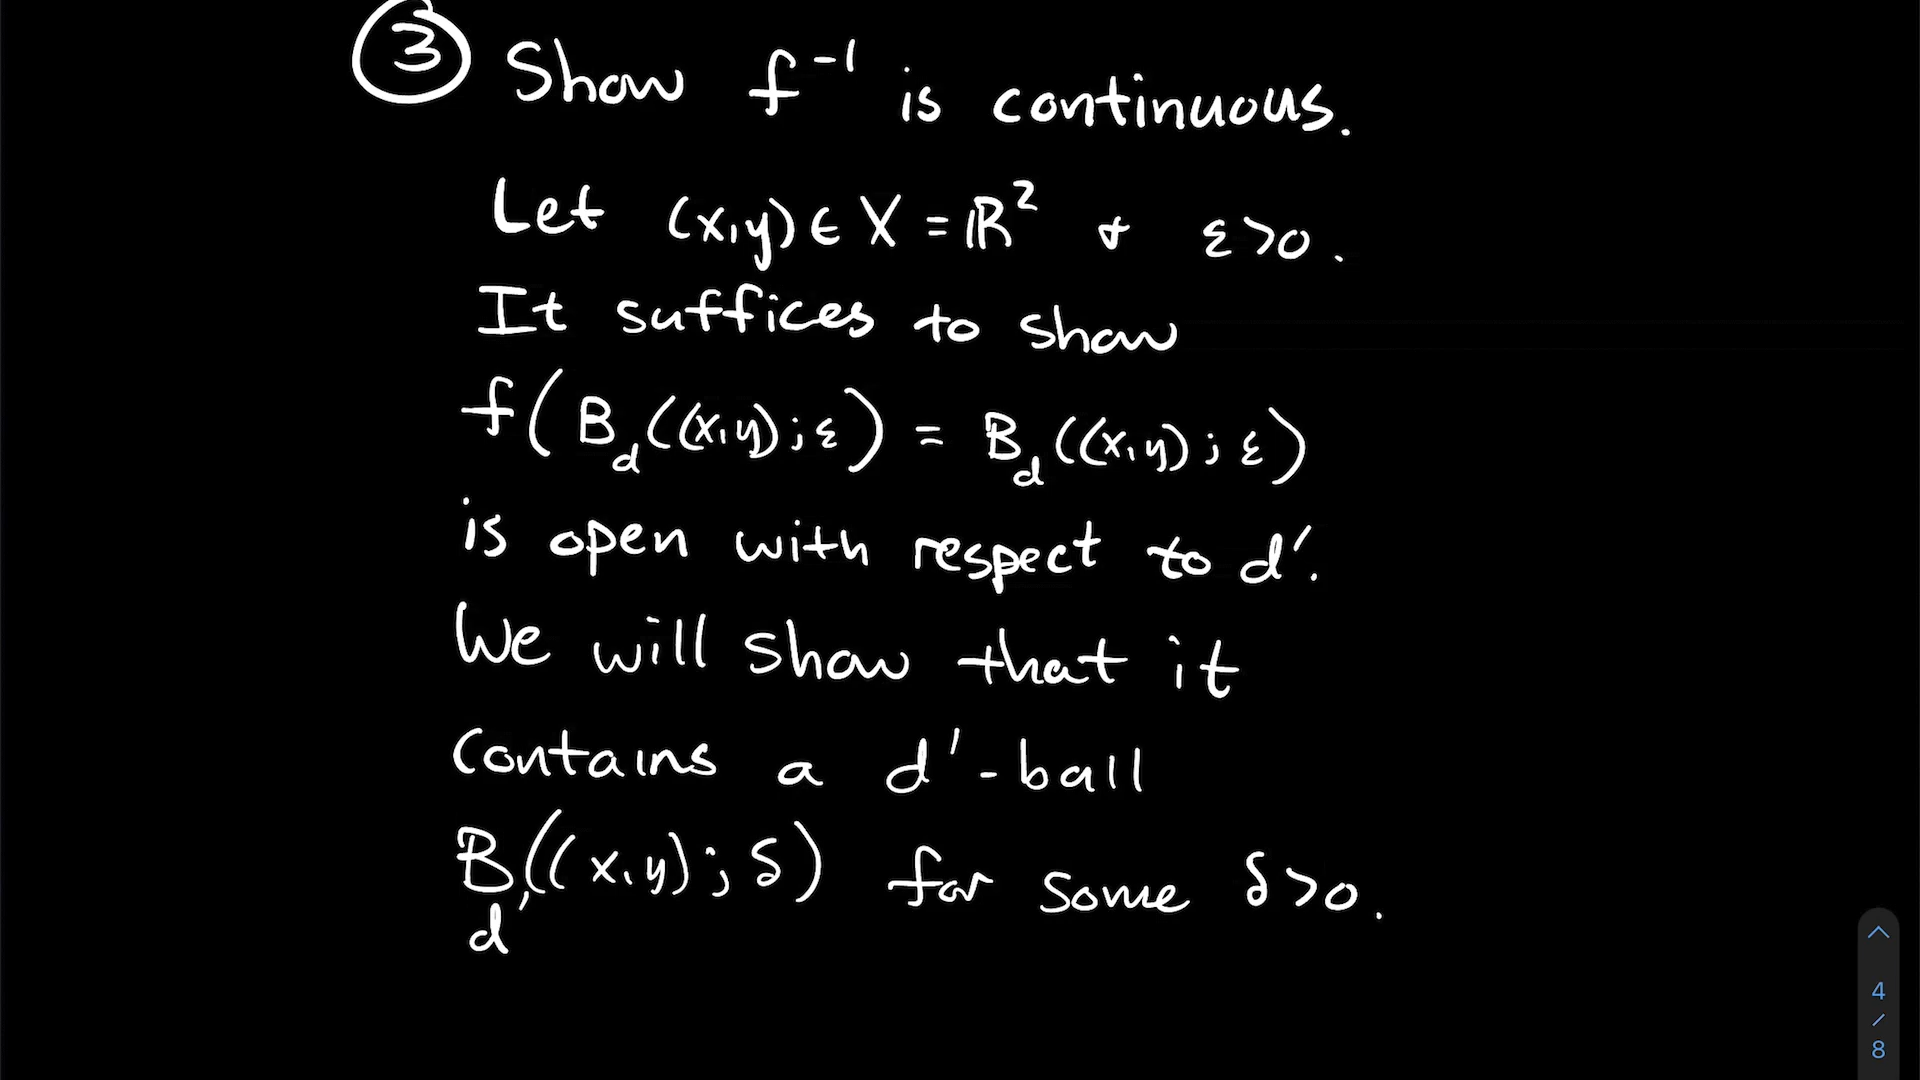 ③ Show f⁻¹ is continuous.
Let (x,y) ∈ X = ℝ² & ε>0.
It suffices to show
f(B_d((x,y);ε) = B_d((x,y);ε)
is open with respect to d'.
We will show that it
contains a d'-ball
B_d'((x,y);δ) for some δ>0.
4
/
8